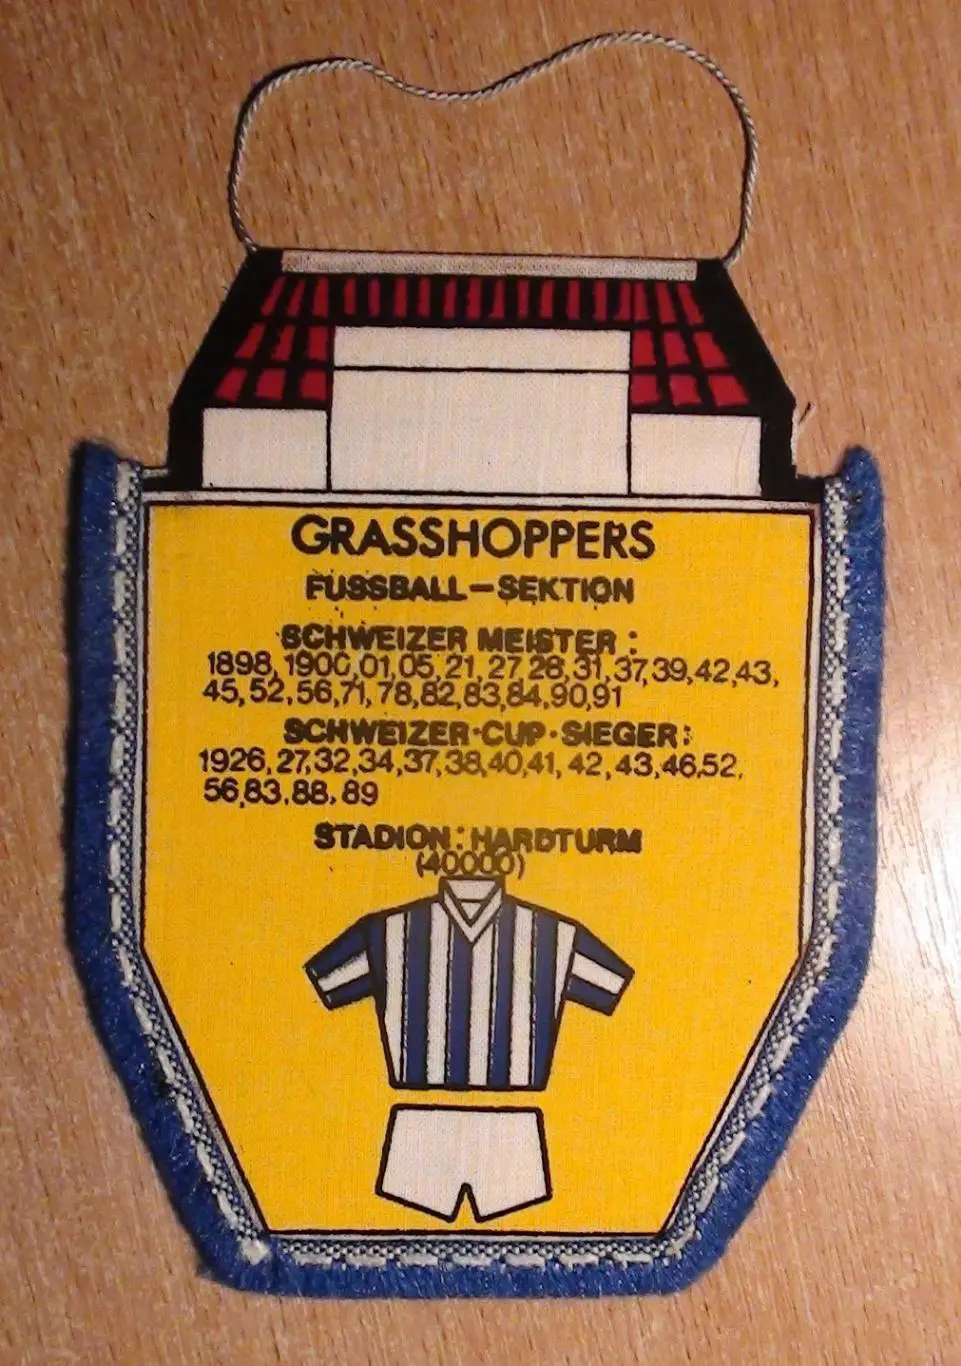 GRASSHOPPERS
FUSSBALL-SEKTION
SCHWEIZER MEISTER:
1898,1900,01,05,21,27,28,31,37,39,42,43,
45,52,56,71,78,82,83,84,90,91
SCHWEIZER·CUP·SIEGER:
1926,27,32,34,37,38,40,41,42,43,46,52,
56,83.88.89
STADION: HARDTURM
(40000)